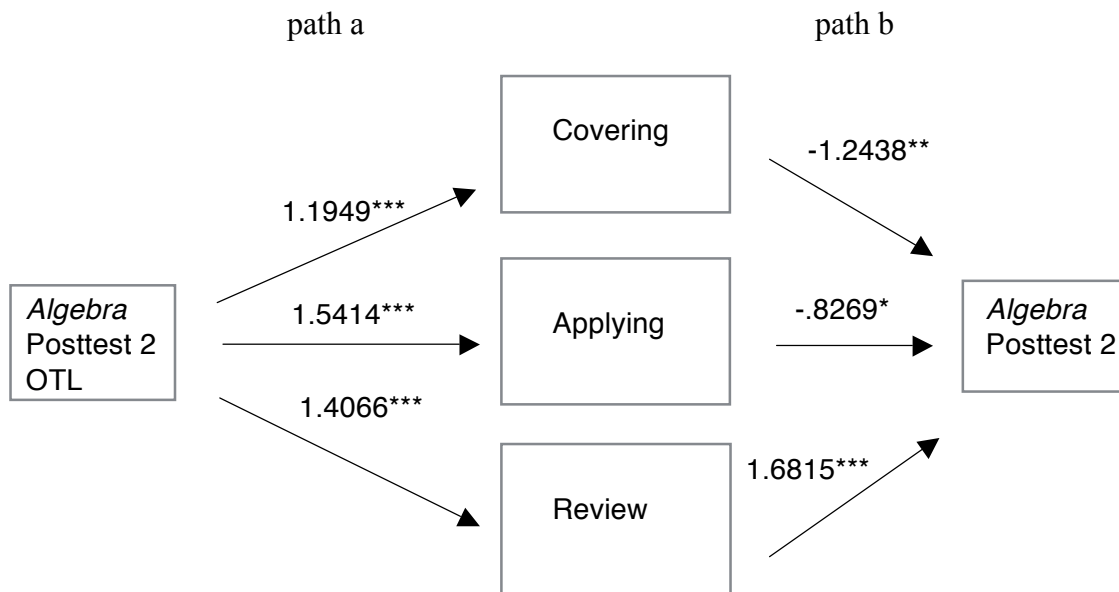 path a
path b
Covering
-1.2438**
1.1949***
Algebra
Posttest 2
OTL
1.5414***
Applying
-.8269*
Algebra
Posttest 2
1.4066***
Review
1.6815***